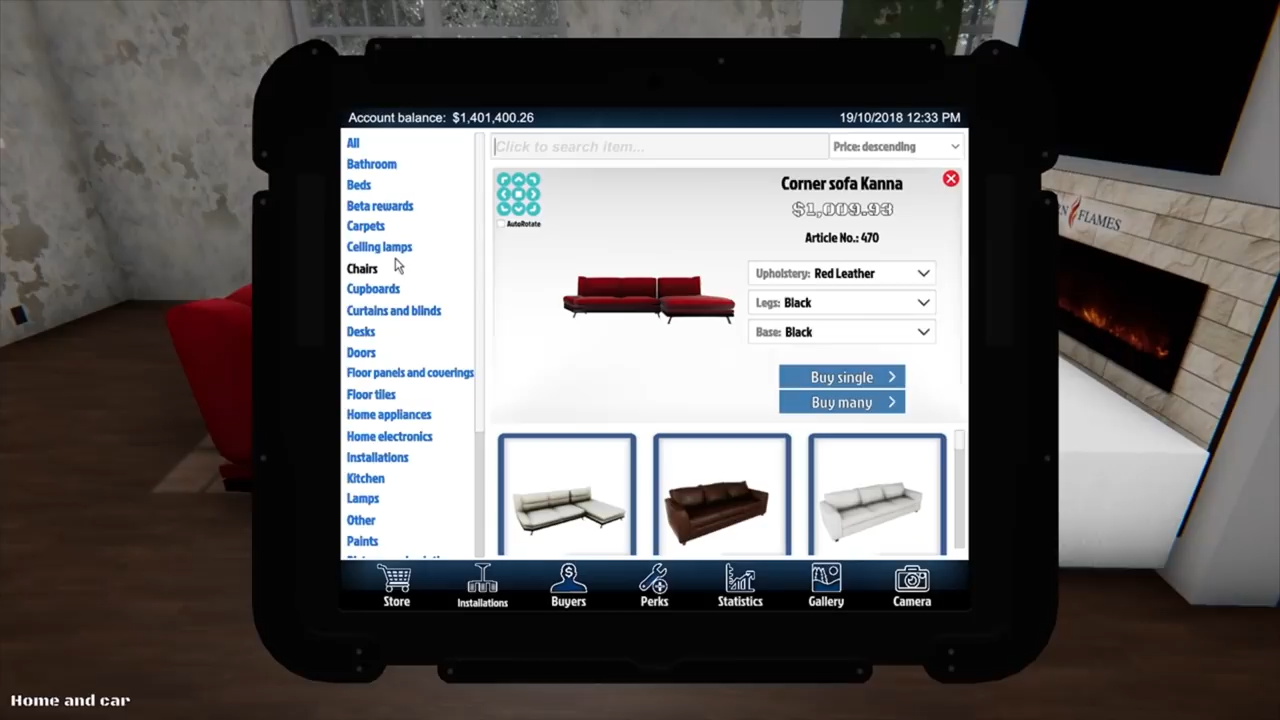 Account balance: $1,401,400.26
19/10/2018 12:33 PM
All
Bathroom
Beds
Beta rewards
Carpets
Ceiling lamps
Chairs
Cupboards
Curtains and blinds
Desks
Doors
Floor panels and coverings
Floor tiles
Home appliances
Home electronics
Installations
Kitchen
Lamps
Other
Paints
Click to search item...
Price: descending
AutoRotate
Corner sofa Kanna
$1,009.93
Article No.: 470
Upholstery: Red Leather
Legs: Black
Base: Black
Buy single
Buy many
Store
Installations
Buyers
Perks
Statistics
Gallery
Camera
FLAMES
Home and car